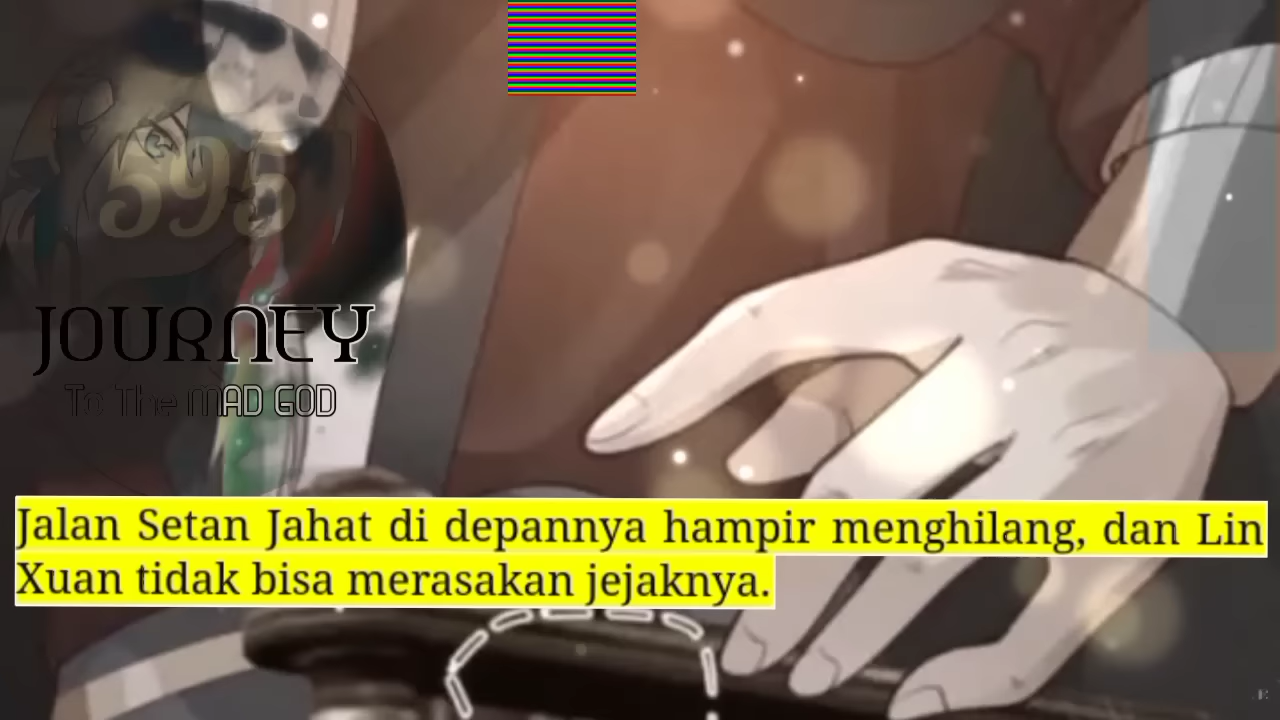 595
JOURNEY
To The MAD GOD
Jalan Setan Jahat di depannya hampir menghilang, dan Lin
Xuan tidak bisa merasakan jejaknya.